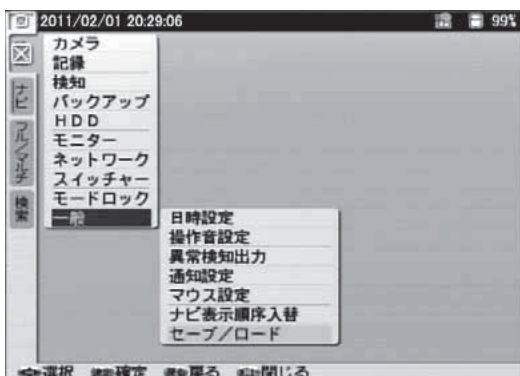 2011/02/01 20:29:06 99%
カメラ
記録
検知
バックアップ
HDD
モニター
ネットワーク
スイッチャー
モードロック
一般
ナビ
フル/マルチ
検索
日時設定
操作音設定
異常検知出力
通知設定
マウス設定
ナビ表示順序入替
セーブ/ロード
選択 確定 戻る 閉じる